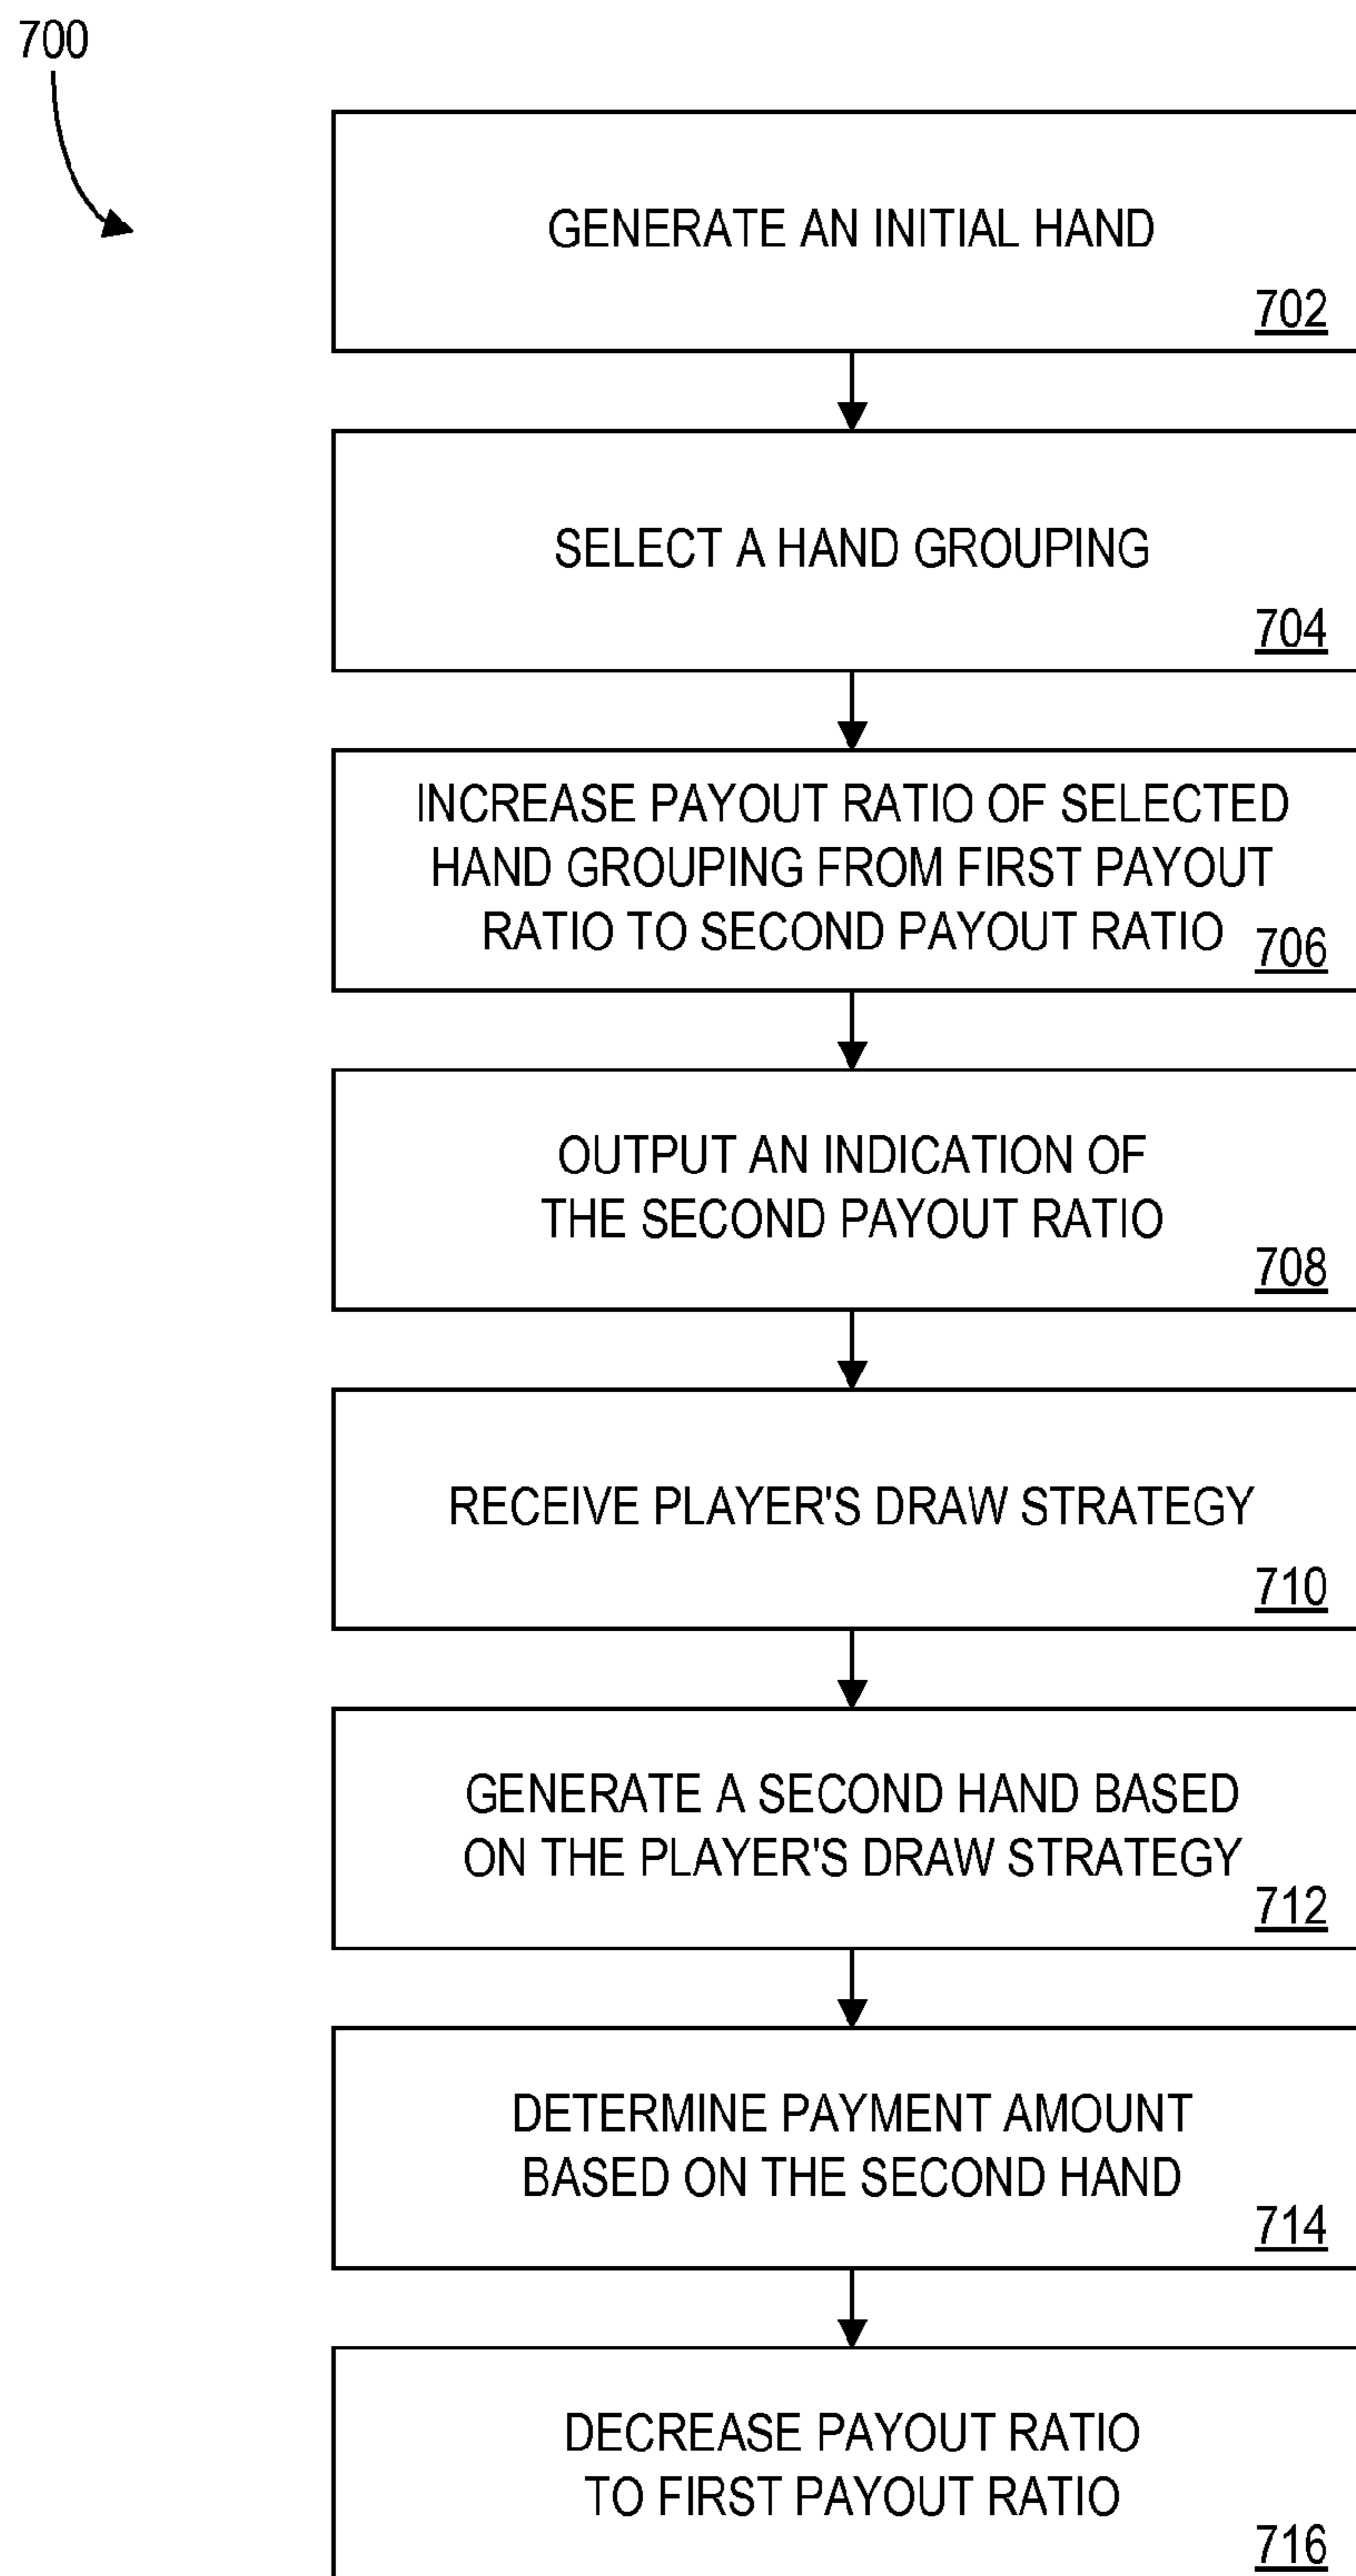 700
GENERATE AN INITIAL HAND
702
SELECT A HAND GROUPING
704
INCREASE PAYOUT RATIO OF SELECTED
HAND GROUPING FROM FIRST PAYOUT
RATIO TO SECOND PAYOUT RATIO
706
OUTPUT AN INDICATION OF
THE SECOND PAYOUT RATIO
708
RECEIVE PLAYER'S DRAW STRATEGY
710
GENERATE A SECOND HAND BASED
ON THE PLAYER'S DRAW STRATEGY
712
DETERMINE PAYMENT AMOUNT
BASED ON THE SECOND HAND
714
DECREASE PAYOUT RATIO
TO FIRST PAYOUT RATIO
716